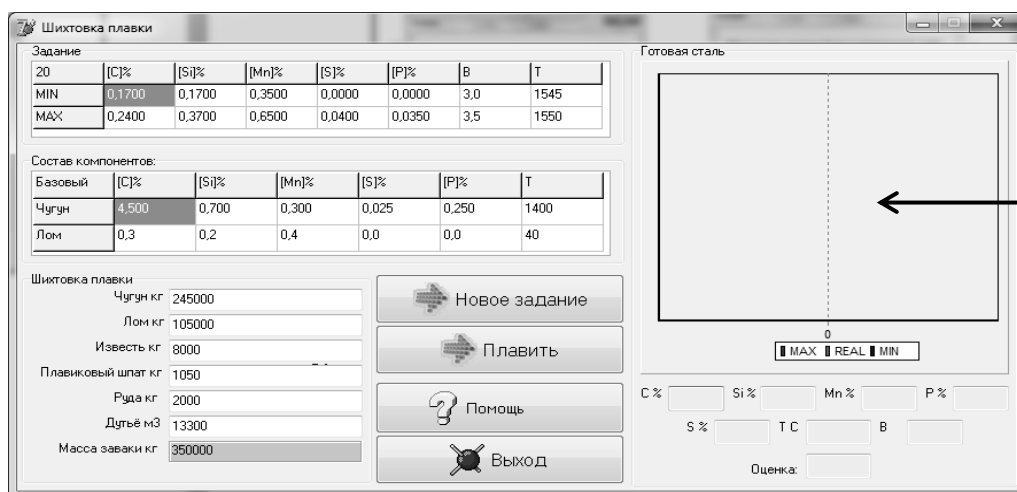 Шихтовка плавки
Задание
20 [C]% [Si]% [Mn]% [S]% [P]% B T
MIN 0,1700 0,1700 0,3500 0,0000 0,0000 3,0 1545
MAX 0,2400 0,3700 0,6500 0,0400 0,0350 3,5 1550
Состав компонентов:
Базовый [C]% [Si]% [Mn]% [S]% [P]% T
Чугун 4,500 0,700 0,300 0,025 0,250 1400
Лом 0,3 0,2 0,4 0,0 0,0 40
Шихтовка плавки
Чугун кг 245000
Лом кг 105000
Известь кг 8000
Плавиковый шпат кг 1050
Руда кг 2000
Дутьё м3 13300
Масса заваки кг 350000
Новое задание
Плавить
Помощь
Выход
Готовая сталь
0
MAX REAL MIN
C % Si % Mn % P %
S % T C B
Оценка: